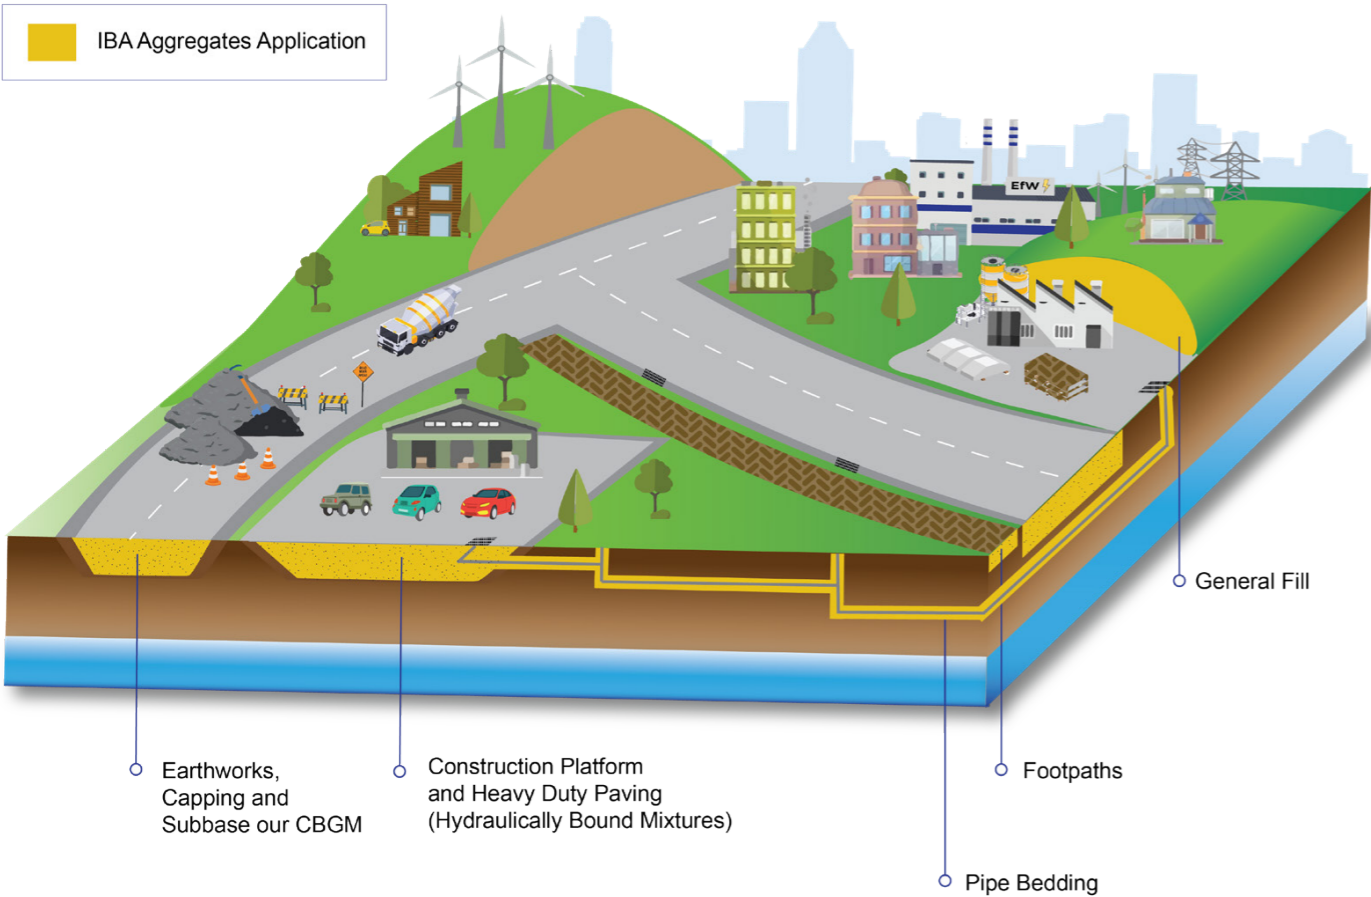 IBA Aggregates Application
EfW
General Fill
Earthworks,
Capping and
Subbase our CBGM
Construction Platform
and Heavy Duty Paving
(Hydraulically Bound Mixtures)
Footpaths
Pipe Bedding